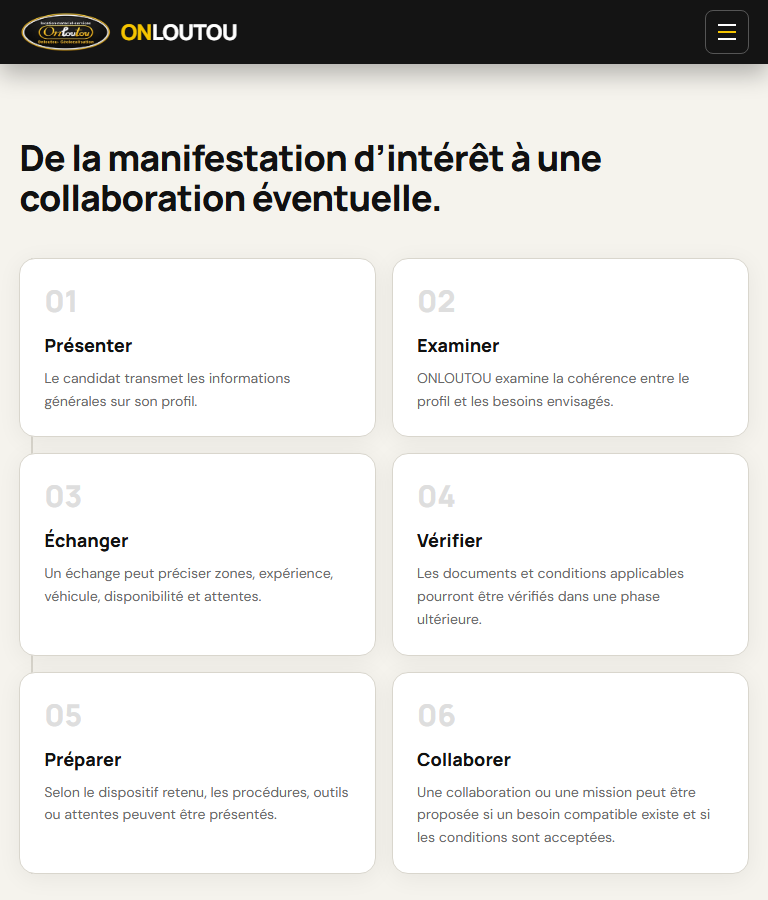 Onloutou
ONLOUTOU
De la manifestation d’intérêt à une
collaboration éventuelle.
01
Présenter
Le candidat transmet les informations
générales sur son profil.
02
Examiner
ONLOUTOU examine la cohérence entre le
profil et les besoins envisagés.
03
Échanger
Un échange peut préciser zones, expérience,
véhicule, disponibilité et attentes.
04
Vérifier
Les documents et conditions applicables
pourront être vérifiés dans une phase
ultérieure.
05
Préparer
Selon le dispositif retenu, les procédures, outils
ou attentes peuvent être présentés.
06
Collaborer
Une collaboration ou une mission peut être
proposée si un besoin compatible existe et si
les conditions sont acceptées.